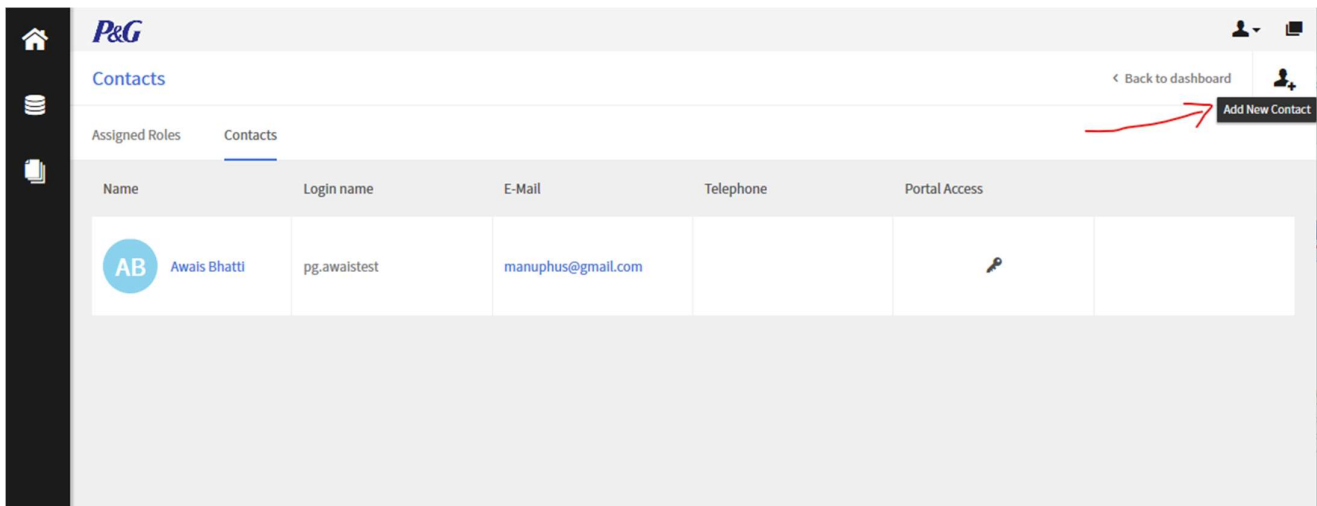 P&G
Contacts
< Back to dashboard
Add New Contact
Assigned Roles Contacts
Name Login name E-Mail Telephone Portal Access
AB Awais Bhatti pg.awaistest manuphus@gmail.com